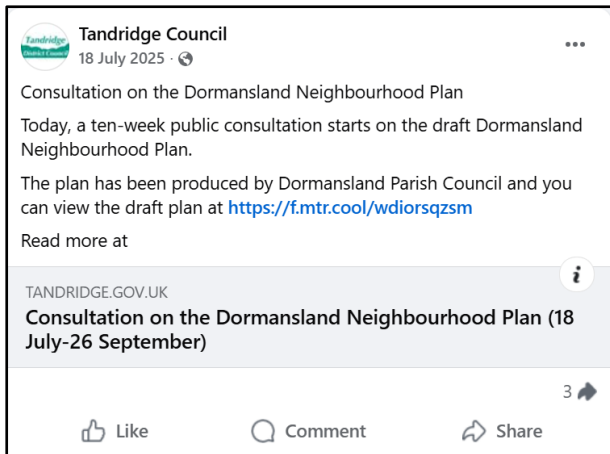 Tandridge
District Council
Tandridge Council
18 July 2025 ·
Consultation on the Dormansland Neighbourhood Plan
Today, a ten-week public consultation starts on the draft Dormansland
Neighbourhood Plan.
The plan has been produced by Dormansland Parish Council and you
can view the draft plan at https://f.mtr.cool/wdiorsqzsm
Read more at
i
TANDRIDGE.GOV.UK
Consultation on the Dormansland Neighbourhood Plan (18
July-26 September)
3
Like Comment Share